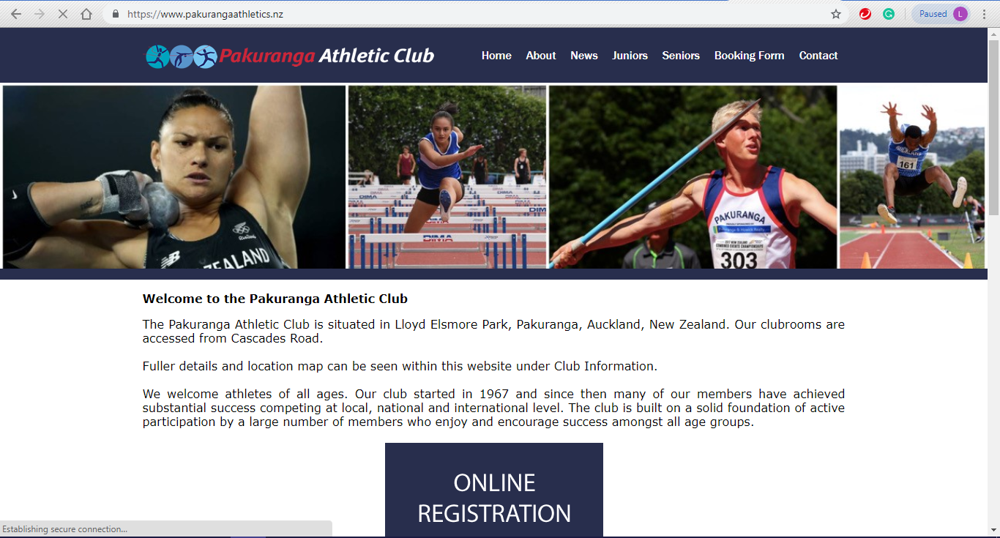 https://www.pakurangaathletics.nz
Paused L
Pakuranga Athletic Club
Home About News Juniors Seniors Booking Form Contact
ZEALAND
DIMA
DIMA
PAKURANGA
303
AUCKLAND
161
Welcome to the Pakuranga Athletic Club
The Pakuranga Athletic Club is situated in Lloyd Elsmore Park, Pakuranga, Auckland, New Zealand. Our clubrooms are
accessed from Cascades Road.
Fuller details and location map can be seen within this website under Club Information.
We welcome athletes of all ages. Our club started in 1967 and since then many of our members have achieved
substantial success competing at local, national and international level. The club is built on a solid foundation of active
participation by a large number of members who enjoy and encourage success amongst all age groups.
ONLINE
REGISTRATION
Establishing secure connection...